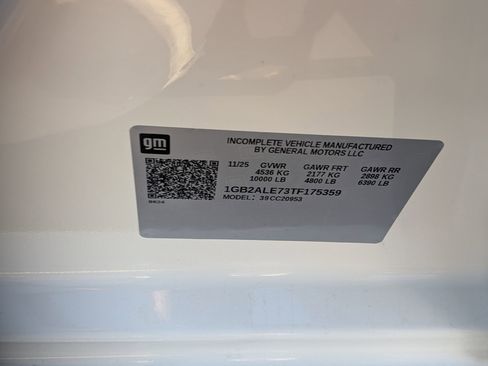 gm
INCOMPLETE VEHICLE MANUFACTURED
BY GENERAL MOTORS LLC
11/25 GVWR GAWR FRT GAWR RR
4536 KG 2177 KG 2898 KG
10000 LB 4800 LB 6390 LB
1GB2ALE73TF175359
MODEL: 39CC20953